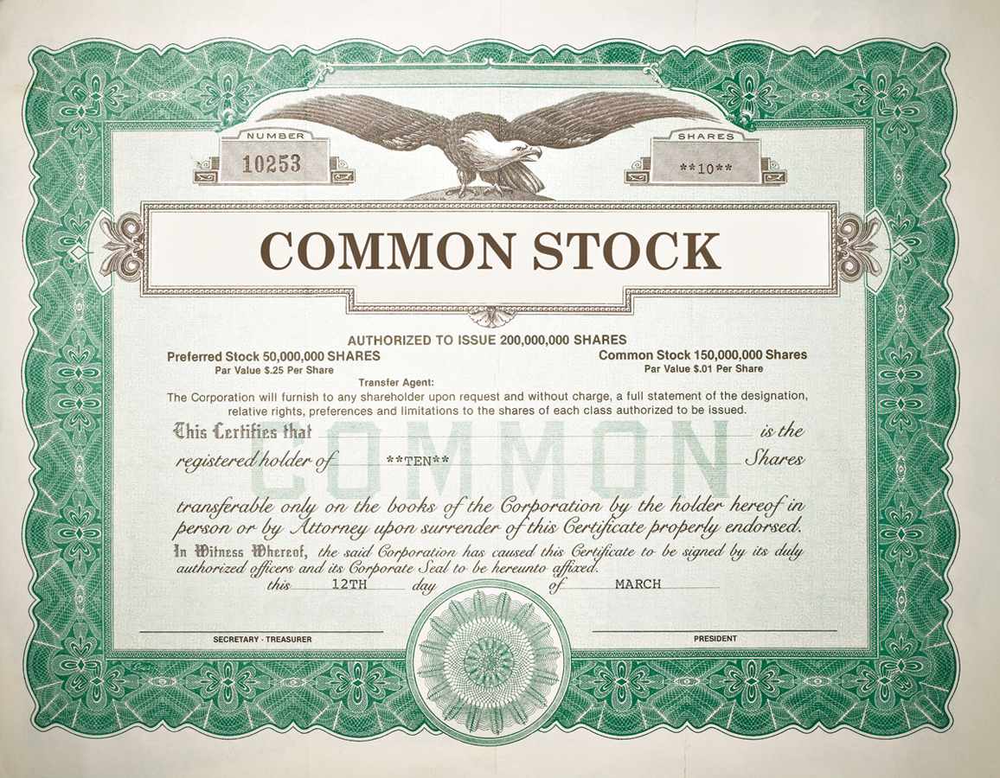 NUMBER
10253
SHARES
**10**
COMMON STOCK
AUTHORIZED TO ISSUE 200,000,000 SHARES
Preferred Stock 50,000,000 SHARES
Par Value $.25 Per Share
Common Stock 150,000,000 Shares
Par Value $.01 Per Share
Transfer Agent:
The Corporation will furnish to any shareholder upon request and without charge, a full statement of the designation,
relative rights, preferences and limitations to the shares of each class authorized to be issued.
COMMON
This Certifies that is the
registered holder of **TEN** Shares
transferable only on the books of the Corporation by the holder hereof in
person or by Attorney upon surrender of this Certificate properly endorsed.
In Witness Whereof, the said Corporation has caused this Certificate to be signed by its duly
authorized officers and its Corporate Seal to be hereunto affixed.
this 12TH day of MARCH
SECRETARY - TREASURER
PRESIDENT